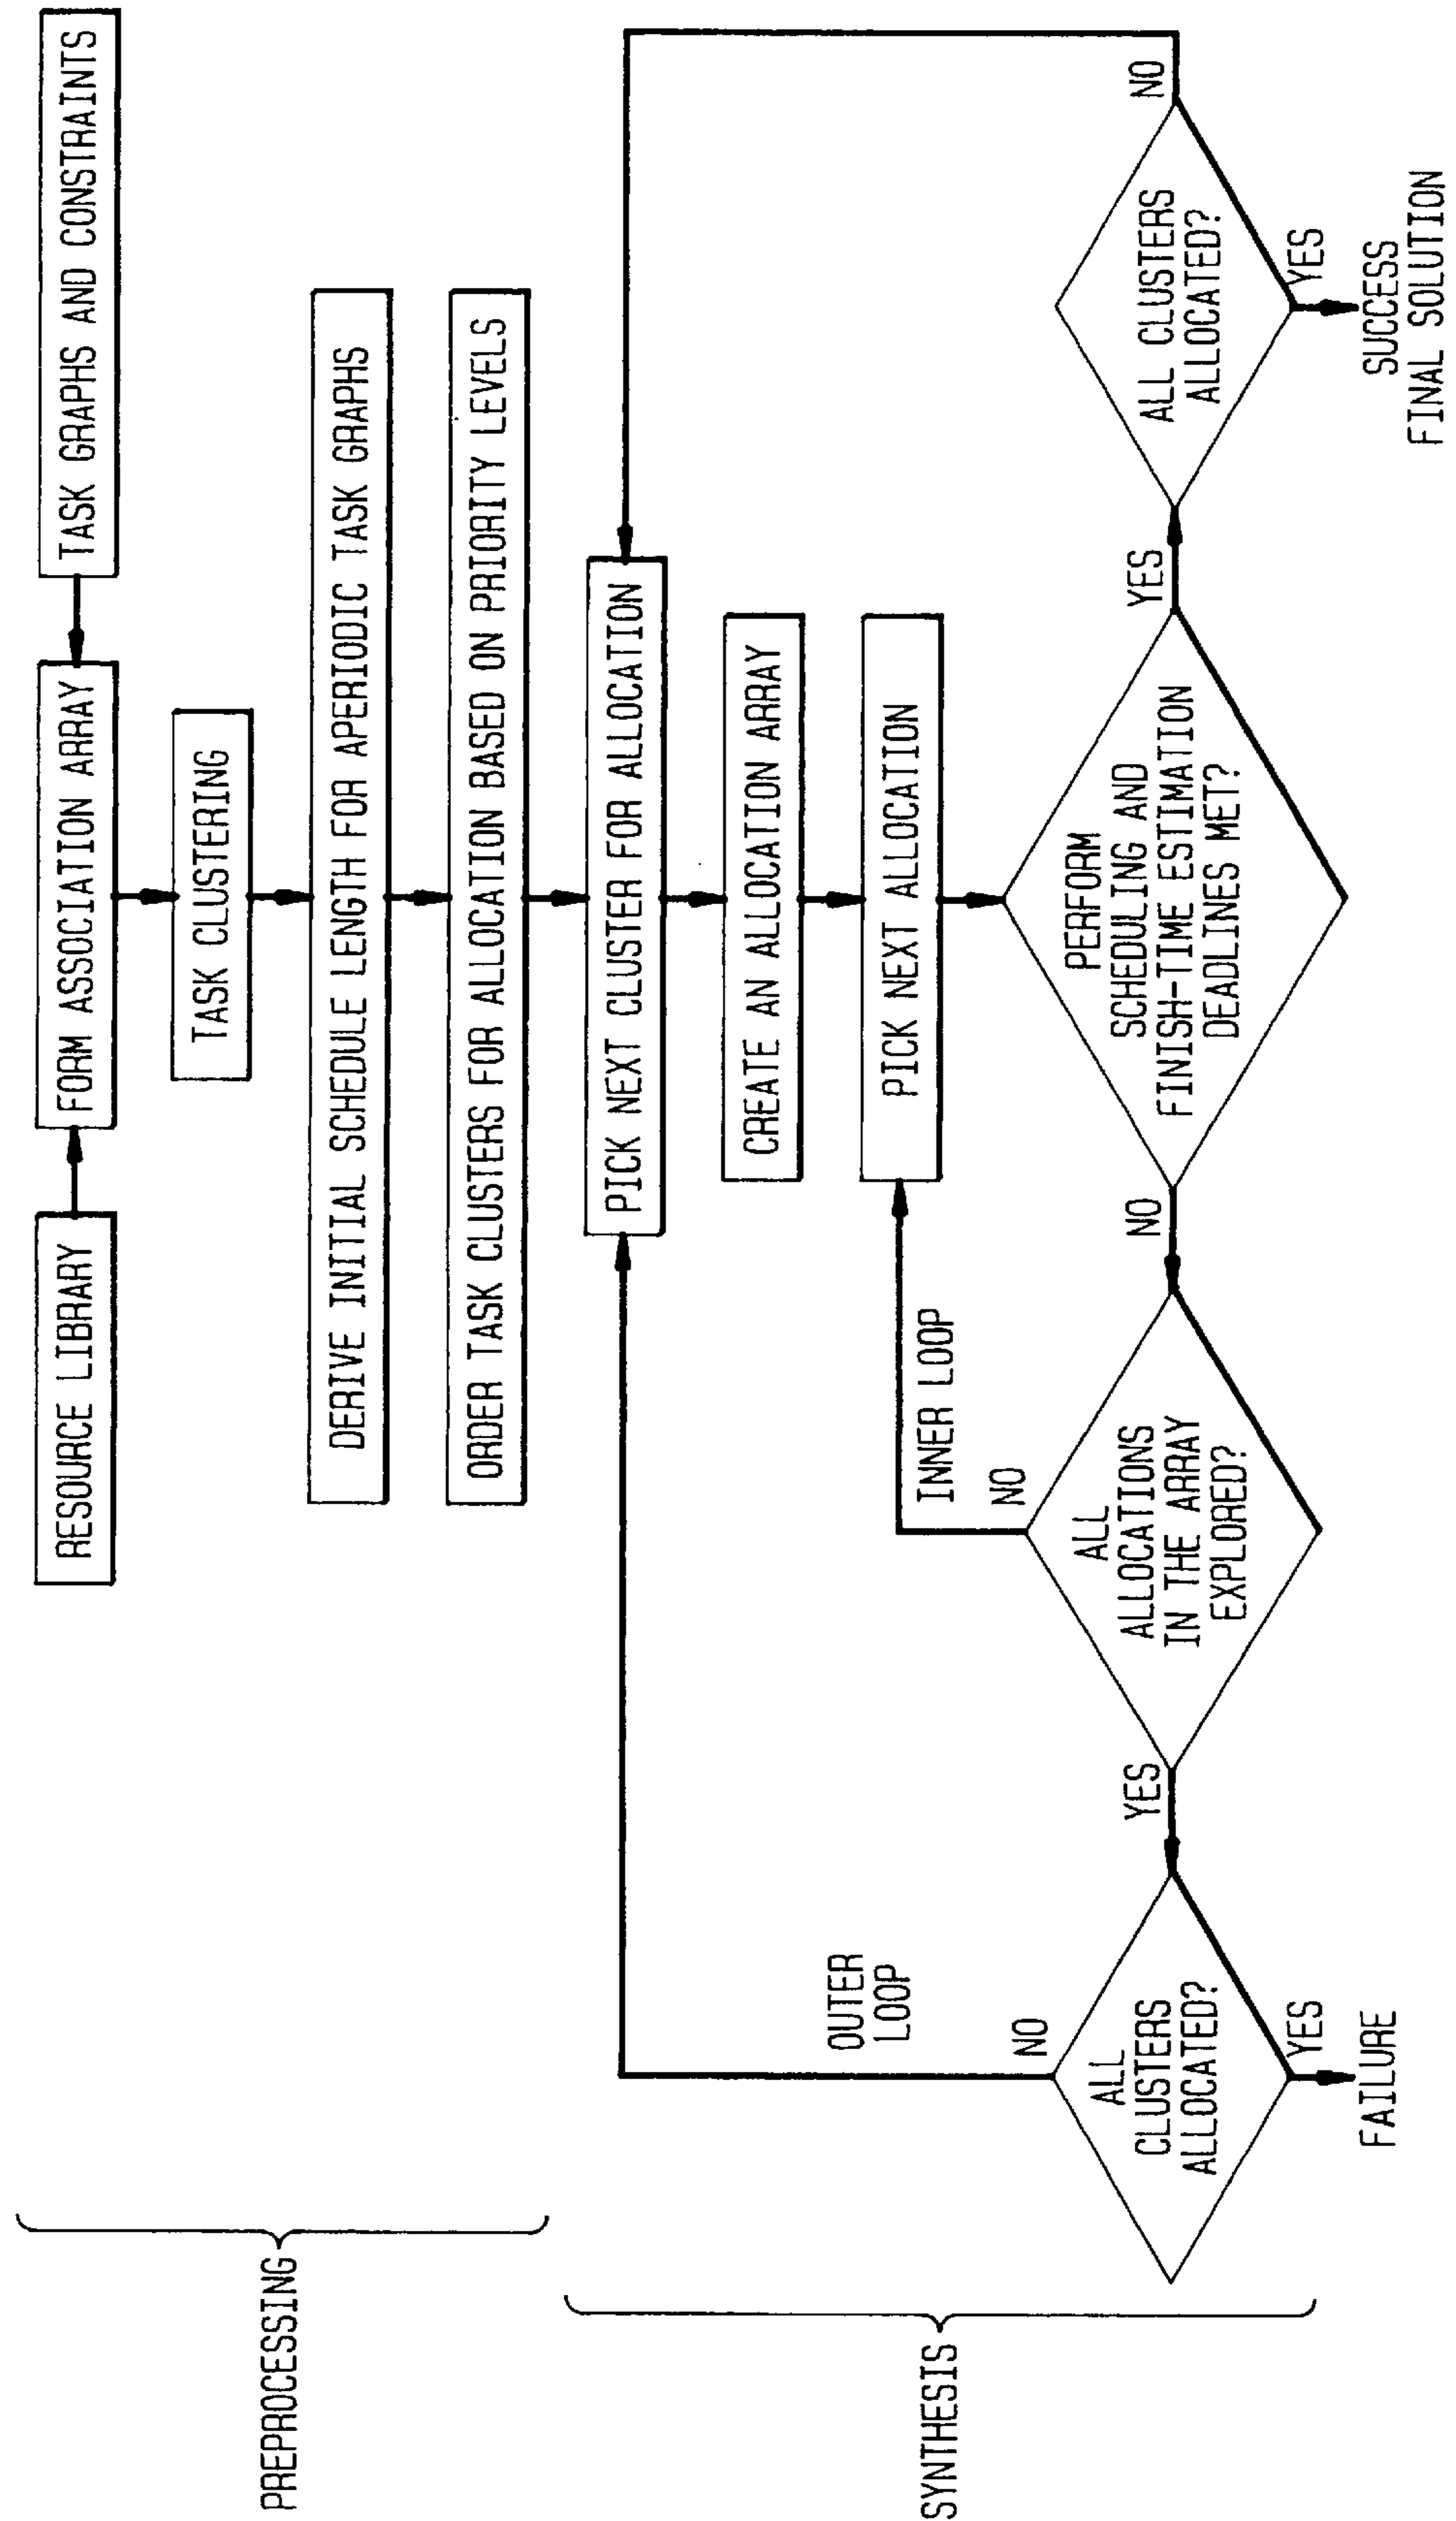 PREPROCESSING
RESOURCE LIBRARY
FORM ASSOCIATION ARRAY
TASK GRAPHS AND CONSTRAINTS
TASK CLUSTERING
DERIVE INITIAL SCHEDULE LENGTH FOR APERIODIC TASK GRAPHS
ORDER TASK CLUSTERS FOR ALLOCATION BASED ON PRIORITY LEVELS
SYNTHESIS
PICK NEXT CLUSTER FOR ALLOCATION
CREATE AN ALLOCATION ARRAY
PICK NEXT ALLOCATION
OUTER
LOOP
INNER LOOP
NO
NO
ALL
CLUSTERS
ALLOCATED?
YES
ALL
ALLOCATIONS
IN THE ARRAY
EXPLORED?
NO
PERFORM
SCHEDULING AND
FINISH-TIME ESTIMATION
DEADLINES MET?
YES
ALL CLUSTERS
ALLOCATED?
NO
YES
FAILURE
YES
SUCCESS
FINAL SOLUTION